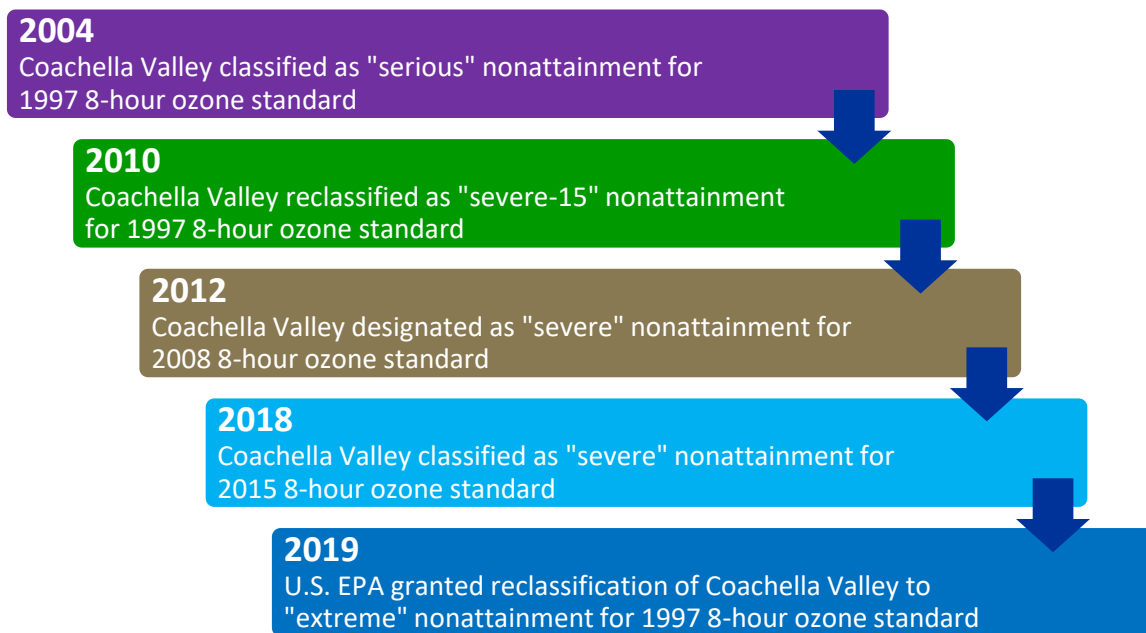 2004
Coachella Valley classified as "serious" nonattainment for
1997 8-hour ozone standard
2010
Coachella Valley reclassified as "severe-15" nonattainment
for 1997 8-hour ozone standard
2012
Coachella Valley designated as "severe" nonattainment for
2008 8-hour ozone standard
2018
Coachella Valley classified as "severe" nonattainment for
2015 8-hour ozone standard
2019
U.S. EPA granted reclassification of Coachella Valley to
"extreme" nonattainment for 1997 8-hour ozone standard